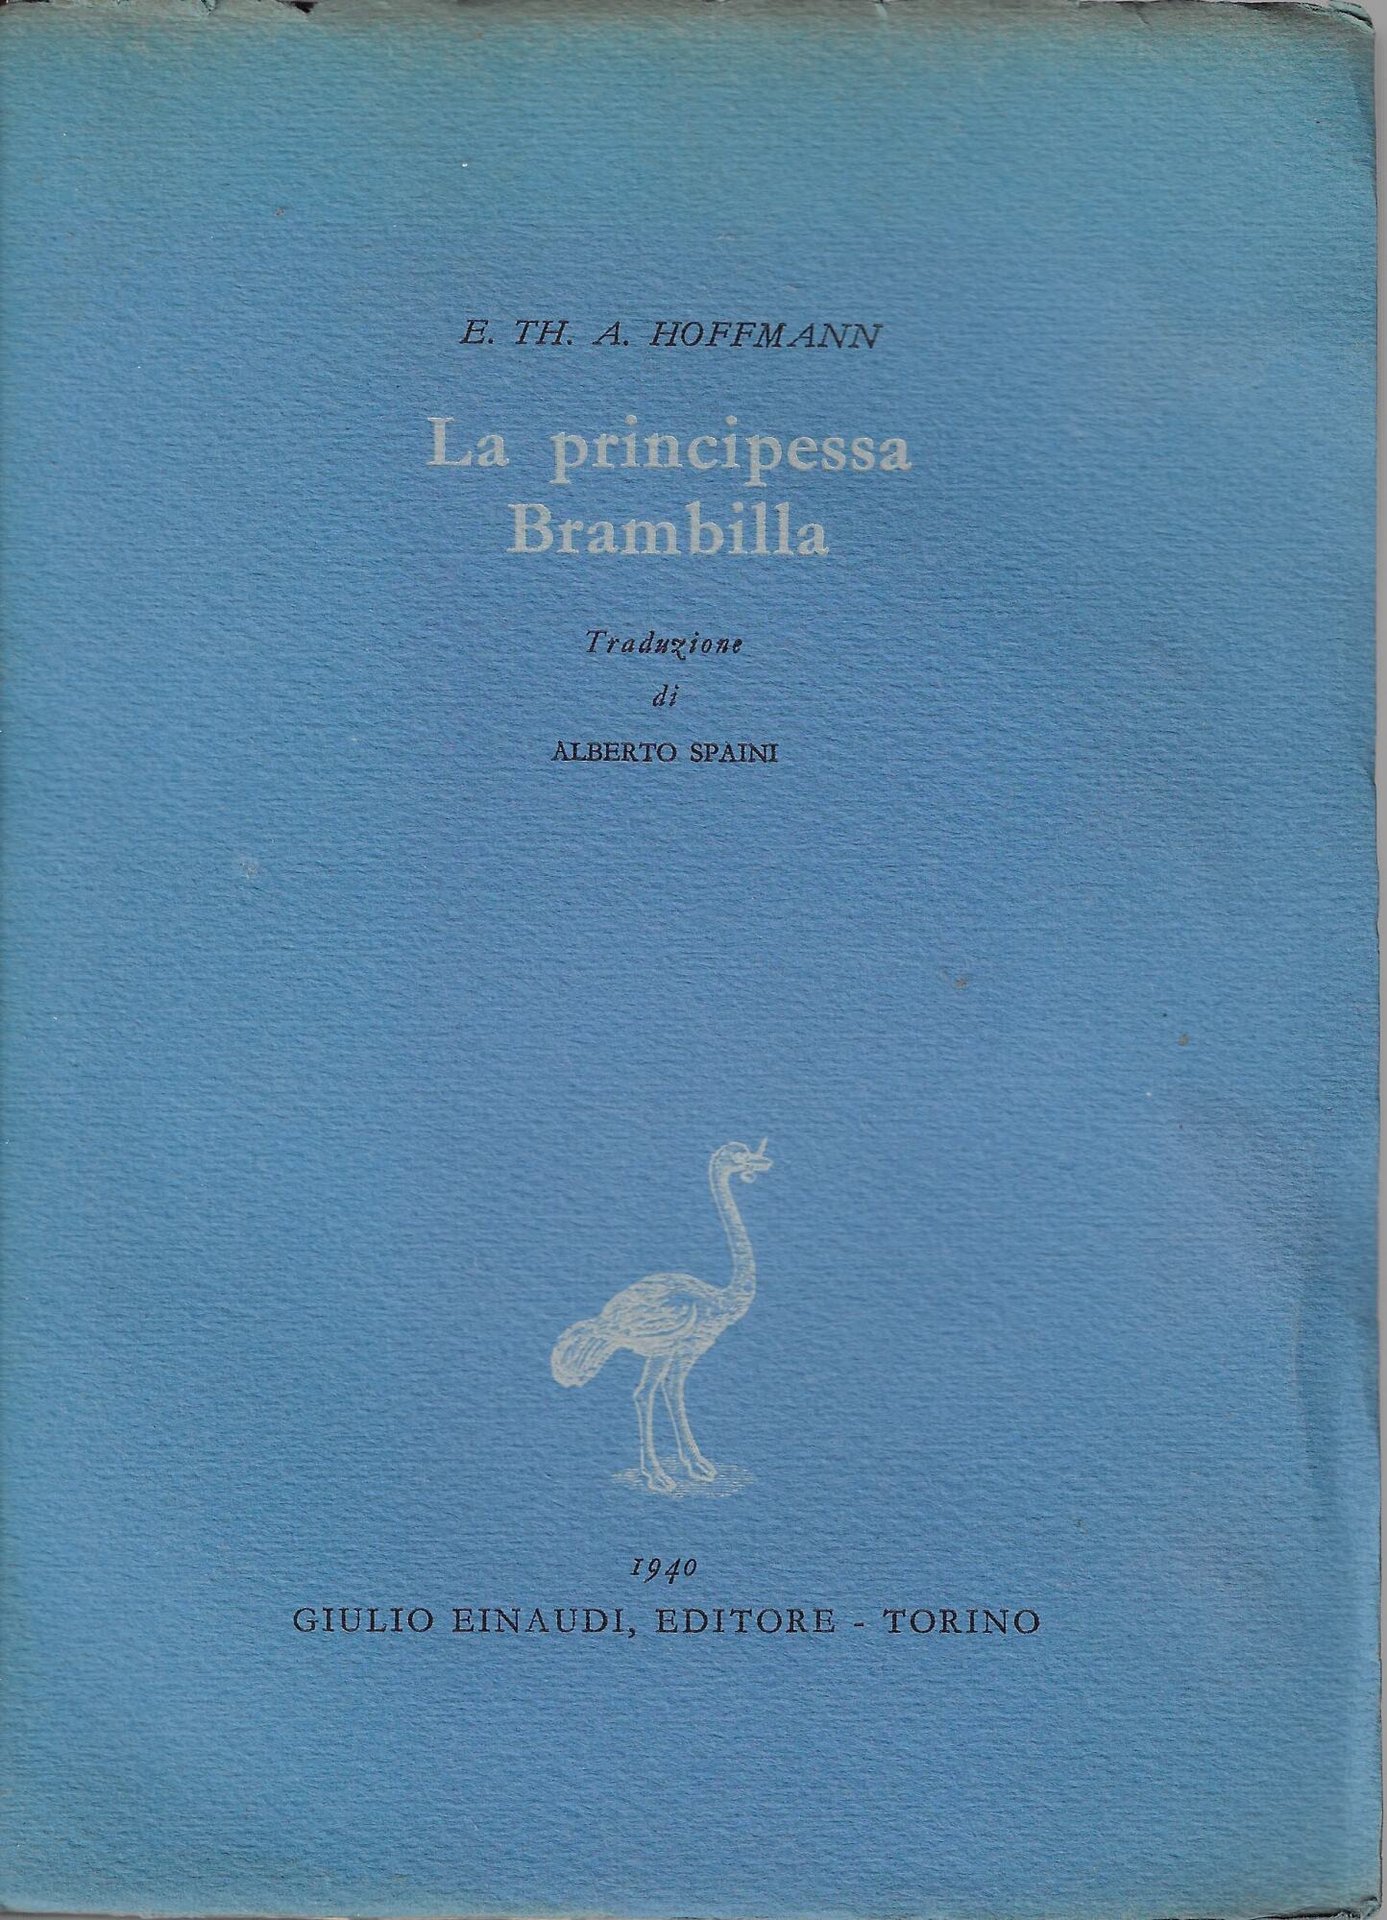 E. TH. A. HOFFMANN
La principessa
Brambilla
Traduzione
di
ALBERTO SPAINI
1940
GIULIO EINAUDI, EDITORE - TORINO